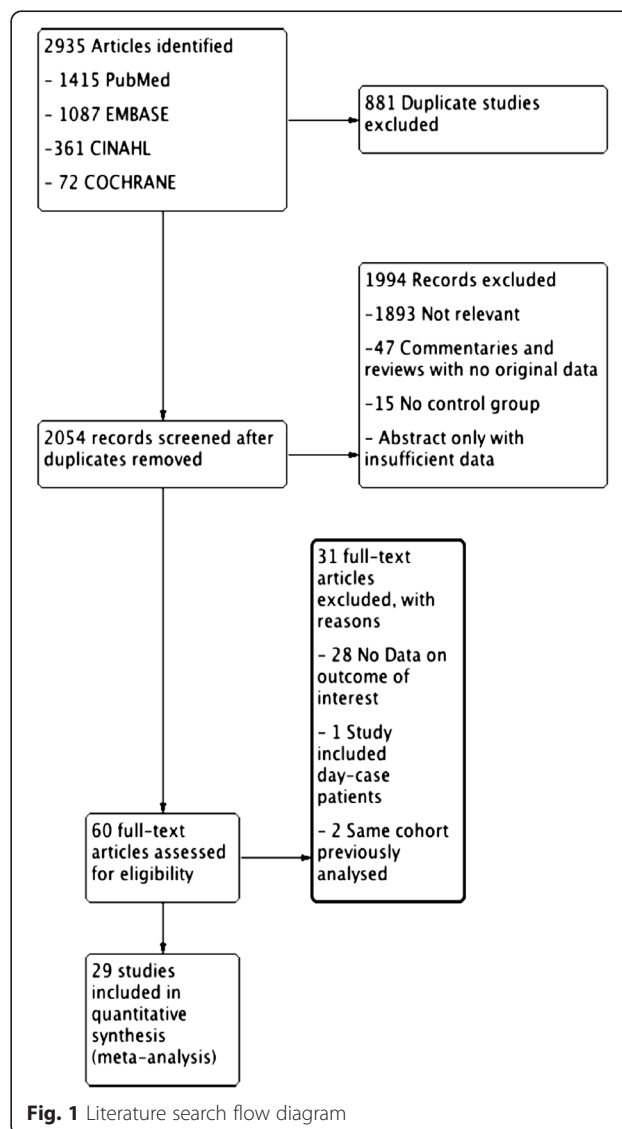 2935 Articles identified
- 1415 PubMed
- 1087 EMBASE
-361 CINAHL
- 72 COCHRANE
881 Duplicate studies
excluded
1994 Records excluded
-1893 Not relevant
-47 Commentaries and
reviews with no original data
-15 No control group
- Abstract only with
insufficient data
2054 records screened after
duplicates removed
31 full-text
articles
excluded, with
reasons
- 28 No Data on
outcome of
interest
- 1 Study
included
day-case
patients
- 2 Same cohort
previously
analysed
60 full-text
articles assessed
for eligibility
29 studies
included in
quantitative
synthesis
(meta-analysis)
Fig. 1 Literature search flow diagram